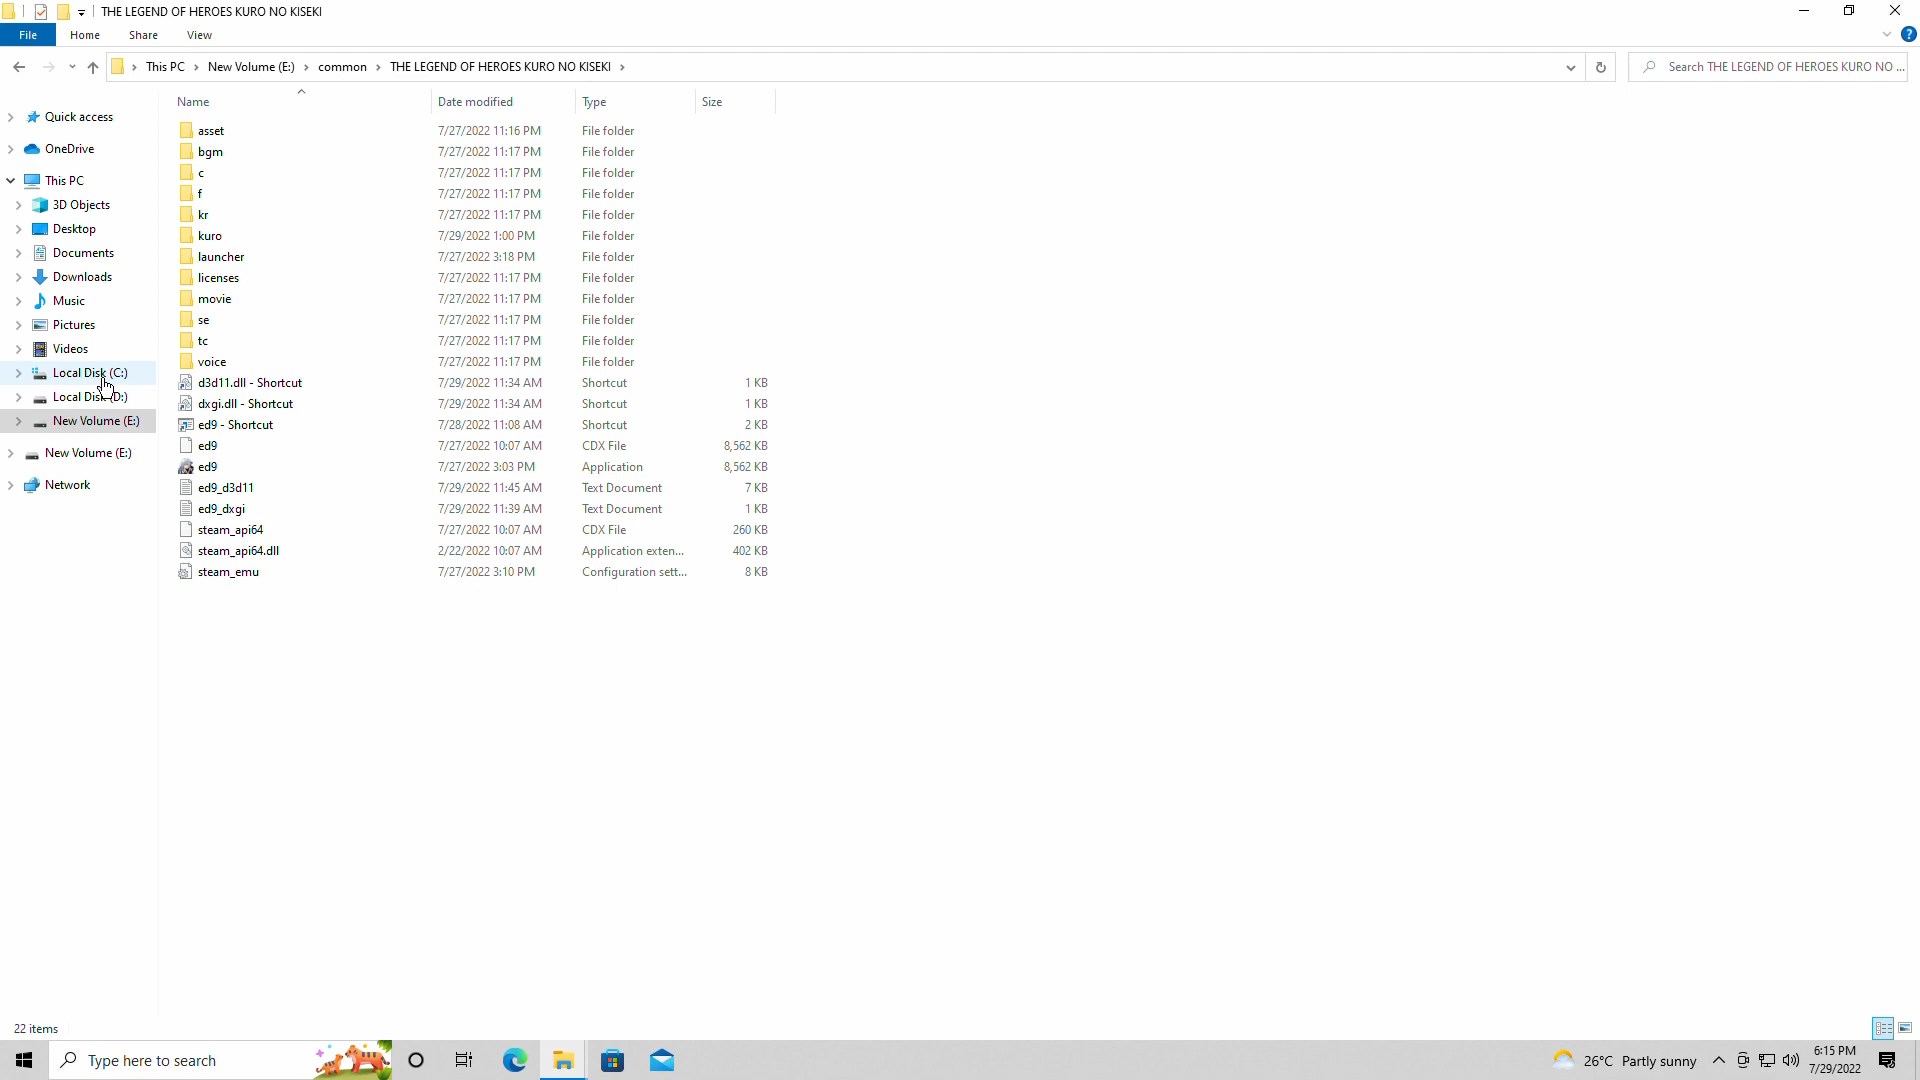 THE LEGEND OF HEROES KURO NO KISEKI
File Home Share View
This PC New Volume (E:) common THE LEGEND OF HEROES KURO NO KISEKI Search THE LEGEND OF HEROES KURO NO ...
Name Date modified Type Size
Quick access
OneDrive
This PC
3D Objects
Desktop
Documents
Downloads
Music
Pictures
Videos
Local Disk (C:)
Local Disk (D:)
New Volume (E:)
New Volume (E:)
Network
asset 7/27/2022 11:16 PM File folder
bgm 7/27/2022 11:17 PM File folder
c 7/27/2022 11:17 PM File folder
f 7/27/2022 11:17 PM File folder
kr 7/27/2022 11:17 PM File folder
kuro 7/29/2022 1:00 PM File folder
launcher 7/27/2022 3:18 PM File folder
licenses 7/27/2022 11:17 PM File folder
movie 7/27/2022 11:17 PM File folder
se 7/27/2022 11:17 PM File folder
tc 7/27/2022 11:17 PM File folder
voice 7/27/2022 11:17 PM File folder
d3d11.dll - Shortcut 7/29/2022 11:34 AM Shortcut 1 KB
dxgi.dll - Shortcut 7/29/2022 11:34 AM Shortcut 1 KB
ed9 - Shortcut 7/28/2022 11:08 AM Shortcut 2 KB
ed9 7/27/2022 10:07 AM CDX File 8,562 KB
ed9 7/27/2022 3:03 PM Application 8,562 KB
ed9_d3d11 7/29/2022 11:45 AM Text Document 7 KB
ed9_dxgi 7/29/2022 11:39 AM Text Document 1 KB
steam_api64 7/27/2022 10:07 AM CDX File 260 KB
steam_api64.dll 2/22/2022 10:07 AM Application exten... 402 KB
steam_emu 7/27/2022 3:10 PM Configuration sett... 8 KB
22 items
Type here to search
26°C Partly sunny
6:15 PM
7/29/2022